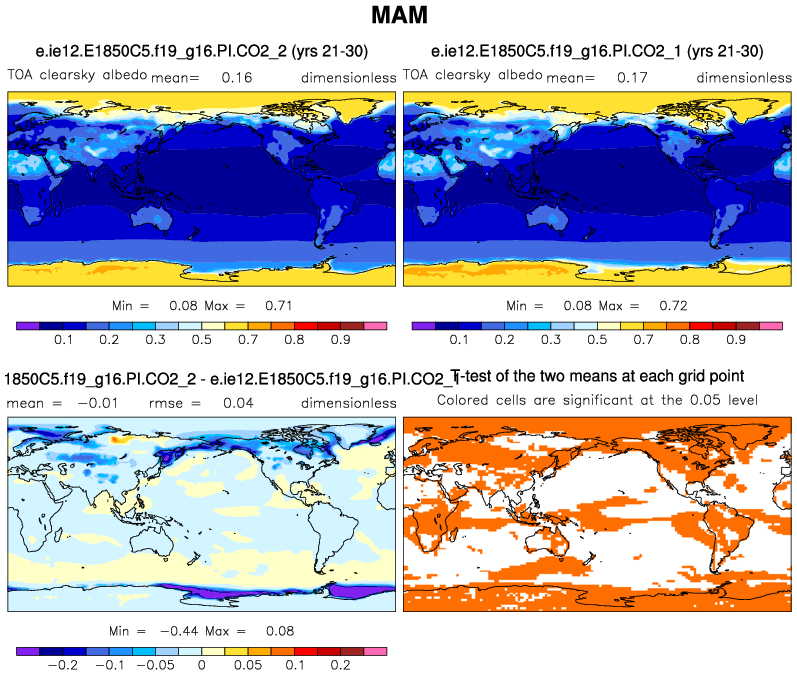 MAM
e.ie12.E1850C5.f19_g16.PI.CO2_2 (yrs 21-30)
TOA clearsky albedo mean= 0.16 dimensionless
Min = 0.08 Max = 0.71
0.1 0.2 0.3 0.5 0.7 0.8 0.9
e.ie12.E1850C5.f19_g16.PI.CO2_1 (yrs 21-30)
TOA clearsky albedo mean= 0.17 dimensionless
Min = 0.08 Max = 0.72
0.1 0.2 0.3 0.5 0.7 0.8 0.9
1850C5.f19_g16.PI.CO2_2 - e.ie12.E1850C5.f19_g16.PI.CO2_1
mean = -0.01 rmse = 0.04 dimensionless
Min = -0.44 Max = 0.08
-0.2 -0.1 -0.05 0 0.05 0.1 0.2
T-test of the two means at each grid point
Colored cells are significant at the 0.05 level